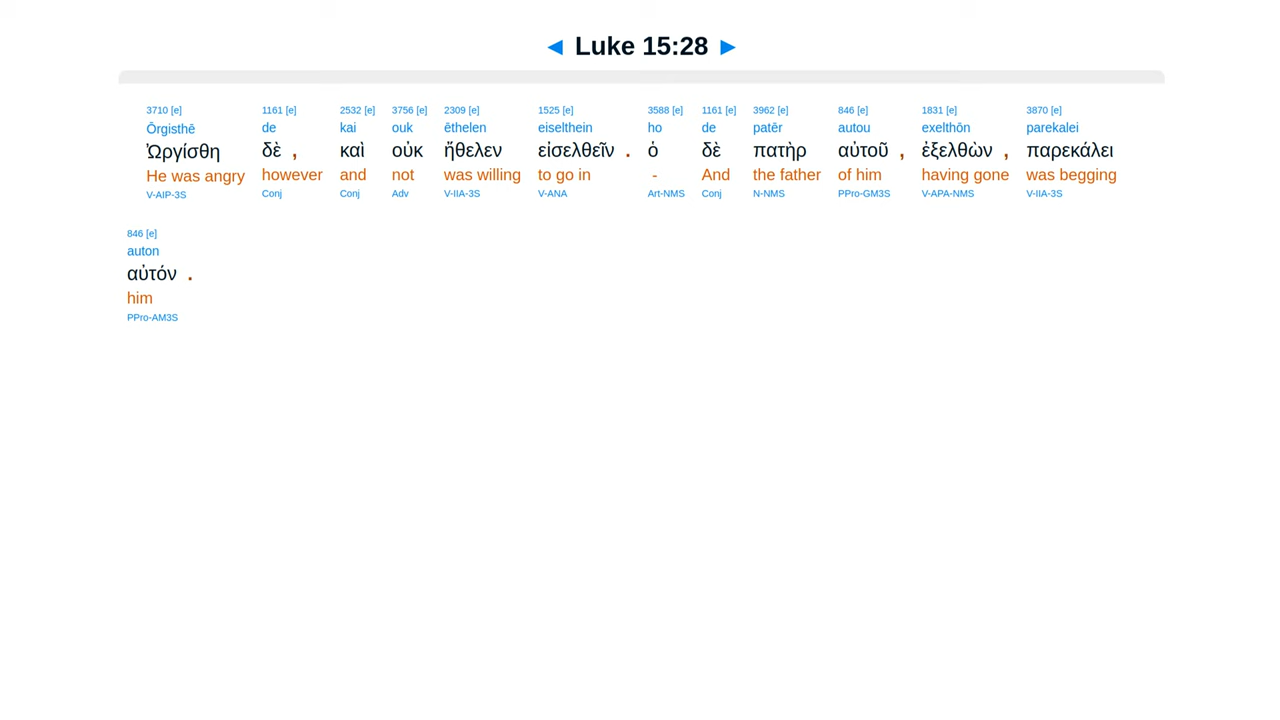 ◄ Luke 15:28 ►
3710 [e] 1161 [e] 2532 [e] 3756 [e] 2309 [e] 1525 [e] 3588 [e] 1161 [e] 3962 [e] 846 [e] 1831 [e] 3870 [e]
Ōrgisthē de kai ouk ēthelen eiselthein ho de patēr autou exelthōn parekalei
Ὠργίσθη δὲ , καὶ οὐκ ἤθελεν εἰσελθεῖν . ὁ δὲ πατὴρ αὐτοῦ , ἐξελθὼν , παρεκάλει
He was angry however and not was willing to go in - And the father of him having gone was begging
V-AIP-3S Conj Conj Adv V-IIA-3S V-ANA Art-NMS Conj N-NMS PPro-GM3S V-APA-NMS V-IIA-3S
846 [e]
auton
αὐτόν .
him
PPro-AM3S